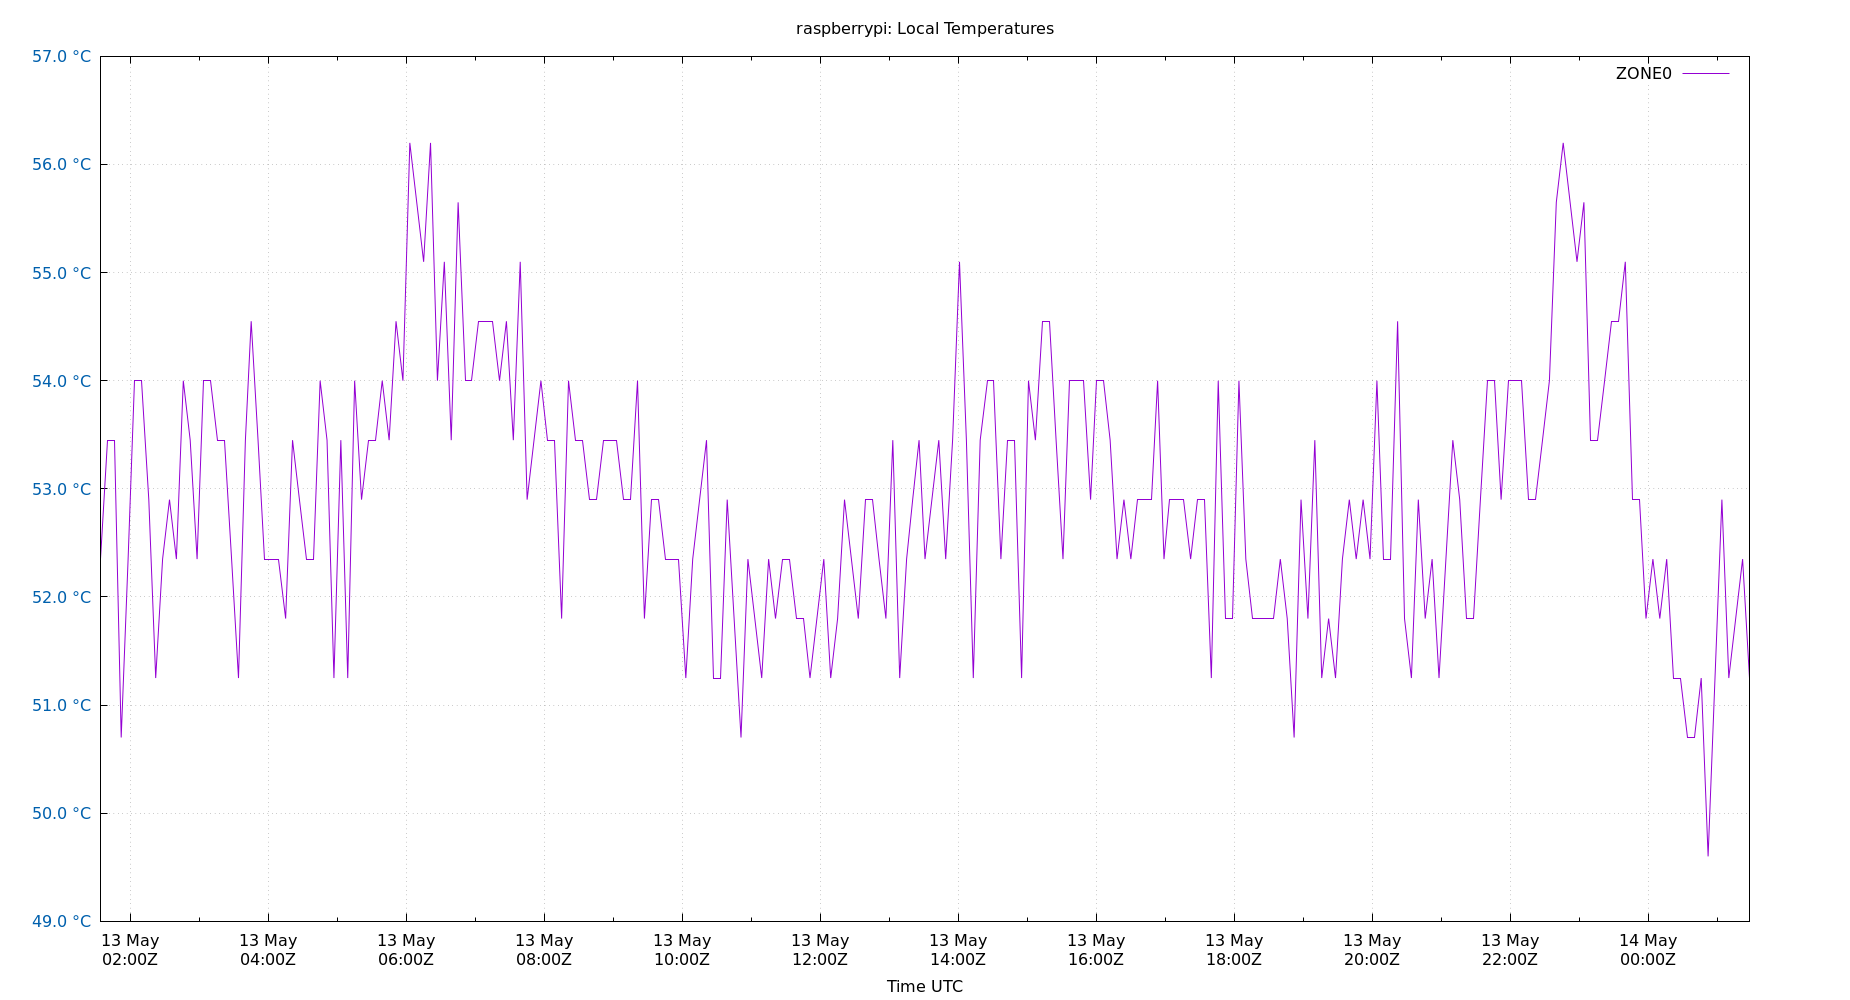 raspberrypi: Local Temperatures
57.0 °C
ZONE0
56.0 °C
55.0 °C
54.0 °C
53.0 °C
52.0 °C
51.0 °C
50.0 °C
49.0 °C
13 May 13 May 13 May 13 May 13 May 13 May 13 May 13 May 13 May 13 May 13 May 14 May
02:00Z 04:00Z 06:00Z 08:00Z 10:00Z 12:00Z 14:00Z 16:00Z 18:00Z 20:00Z 22:00Z 00:00Z
Time UTC